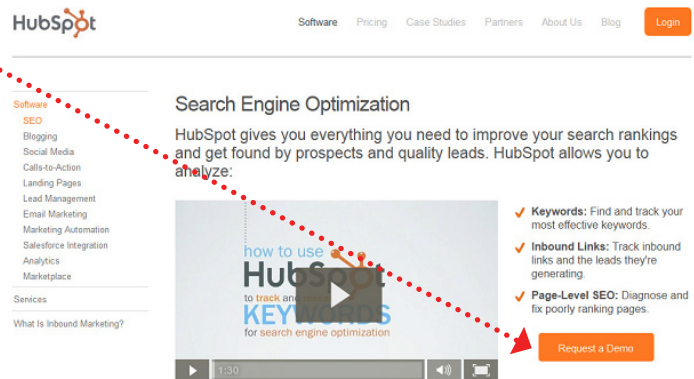 HubSpot
Software Pricing Case Studies Partners About Us Blog Login
Software
SEO
Blogging
Social Media
Calls-to-Action
Landing Pages
Lead Management
Email Marketing
Marketing Automation
Salesforce Integration
Analytics
Marketplace
Services
What Is Inbound Marketing?
Search Engine Optimization
HubSpot gives you everything you need to improve your search rankings
and get found by prospects and quality leads. HubSpot allows you to
analyze:
how to use
HubSpot
to track and
KEYWORDS
for search engine optimization
1:30
Keywords: Find and track your
most effective keywords.
Inbound Links: Track inbound
links and the leads they're
generating.
Page-Level SEO: Diagnose and
fix poorly ranking pages.
Request a Demo